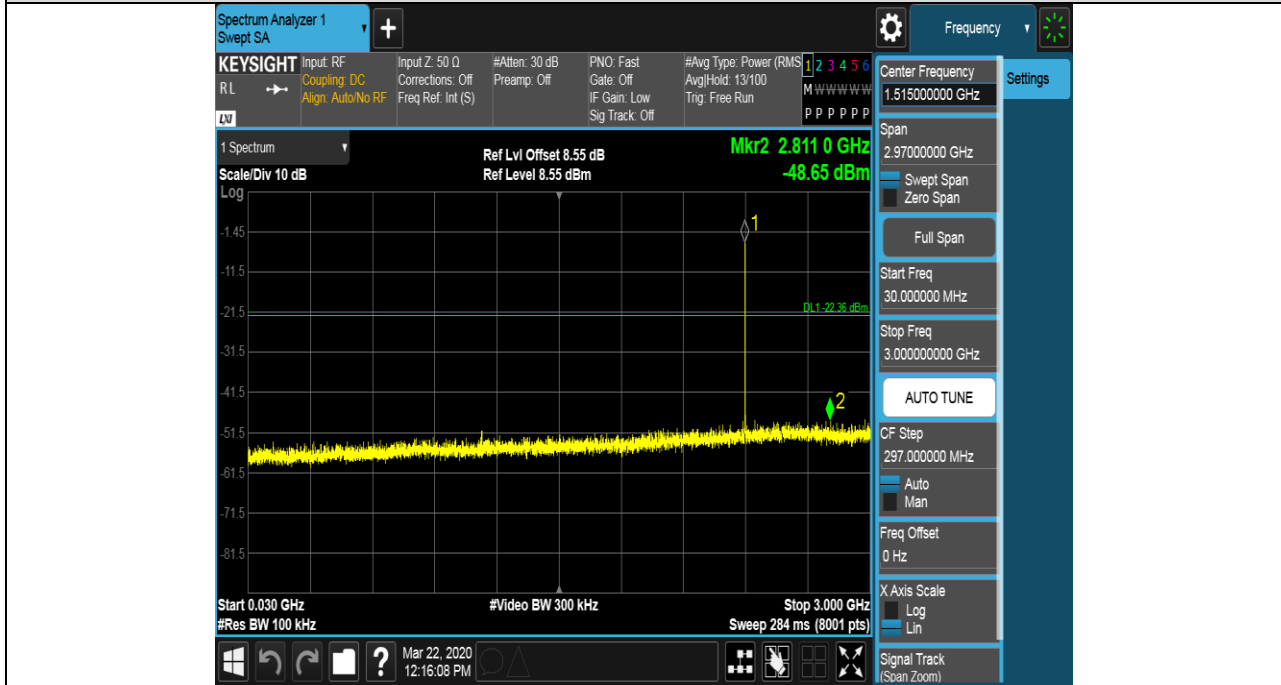 Spectrum Analyzer 1
Swept SA
+
Frequency
KEYSIGHT
RL
LXI
Input: RF
Coupling: DC
Align: Auto/No RF
Input Z: 50 Ω
Corrections: Off
Freq Ref: Int (S)
#Atten: 30 dB
Preamp: Off
PNO: Fast
Gate: Off
IF Gain: Low
Sig Track: Off
#Avg Type: Power (RMS
Avg|Hold: 13/100
Trig: Free Run
1 2 3 4 5 6
M W W W W W
P P P P P P
1 Spectrum
Scale/Div 10 dB
Log
Ref Lvl Offset 8.55 dB
Ref Level 8.55 dBm
Mkr2 2.811 0 GHz
-48.65 dBm
1
-1.45
-11.5
DL1 -22.36 dBm
-21.5
-31.5
-41.5
2
-51.5
-61.5
-71.5
-81.5
Start 0.030 GHz
#Res BW 100 kHz
#Video BW 300 kHz
Stop 3.000 GHz
Sweep 284 ms (8001 pts)
?
Mar 22, 2020
12:16:08 PM
Center Frequency
1.515000000 GHz
Span
2.97000000 GHz
Swept Span
Zero Span
Full Span
Start Freq
30.000000 MHz
Stop Freq
3.000000000 GHz
AUTO TUNE
CF Step
297.000000 MHz
Auto
Man
Freq Offset
0 Hz
X Axis Scale
Log
Lin
Signal Track
(Span Zoom)
Settings